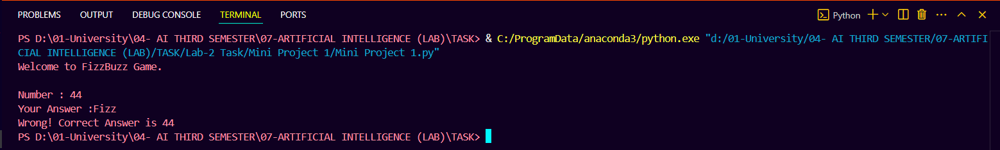 PROBLEMS OUTPUT DEBUG CONSOLE TERMINAL PORTS Python
PS D:\01-University\04- AI THIRD SEMESTER\07-ARTIFICIAL INTELLIGENCE (LAB)\TASK> & C:/ProgramData/anaconda3/python.exe "d:/01-University/04- AI THIRD SEMESTER/07-ARTIFI
CIAL INTELLIGENCE (LAB)/TASK/Lab-2 Task/Mini Project 1/Mini Project 1.py"
Welcome to FizzBuzz Game.
Number : 44
Your Answer :Fizz
Wrong! Correct Answer is 44
PS D:\01-University\04- AI THIRD SEMESTER\07-ARTIFICIAL INTELLIGENCE (LAB)\TASK>